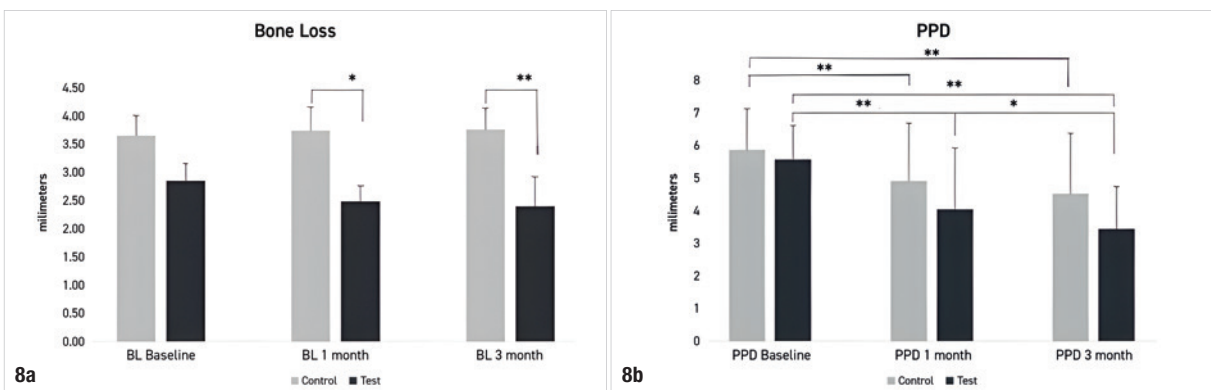 Bone Loss
*
**
4.50
4.00
3.50
3.00
2.50
2.00
1.50
1.00
0.50
0.00
milimeters
BL Baseline
BL 1 month
BL 3 month
Control
Test
8a
PPD
**
**
**
**
*
8
7
6
5
4
3
2
1
0
milimeters
PPD Baseline
PPD 1 month
PPD 3 month
Control
Test
8b